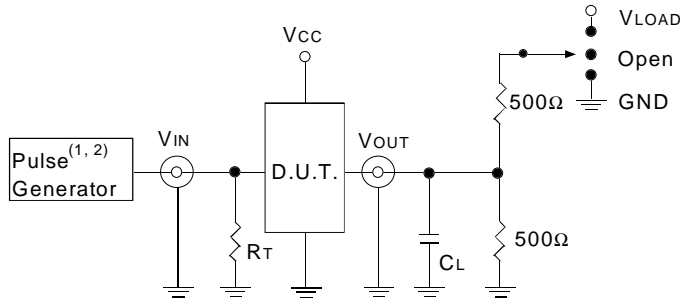 VLOAD
VCC
Open
500Ω
GND
VIN
VOUT
Pulse(1, 2)
Generator
D.U.T.
RT
CL
500Ω